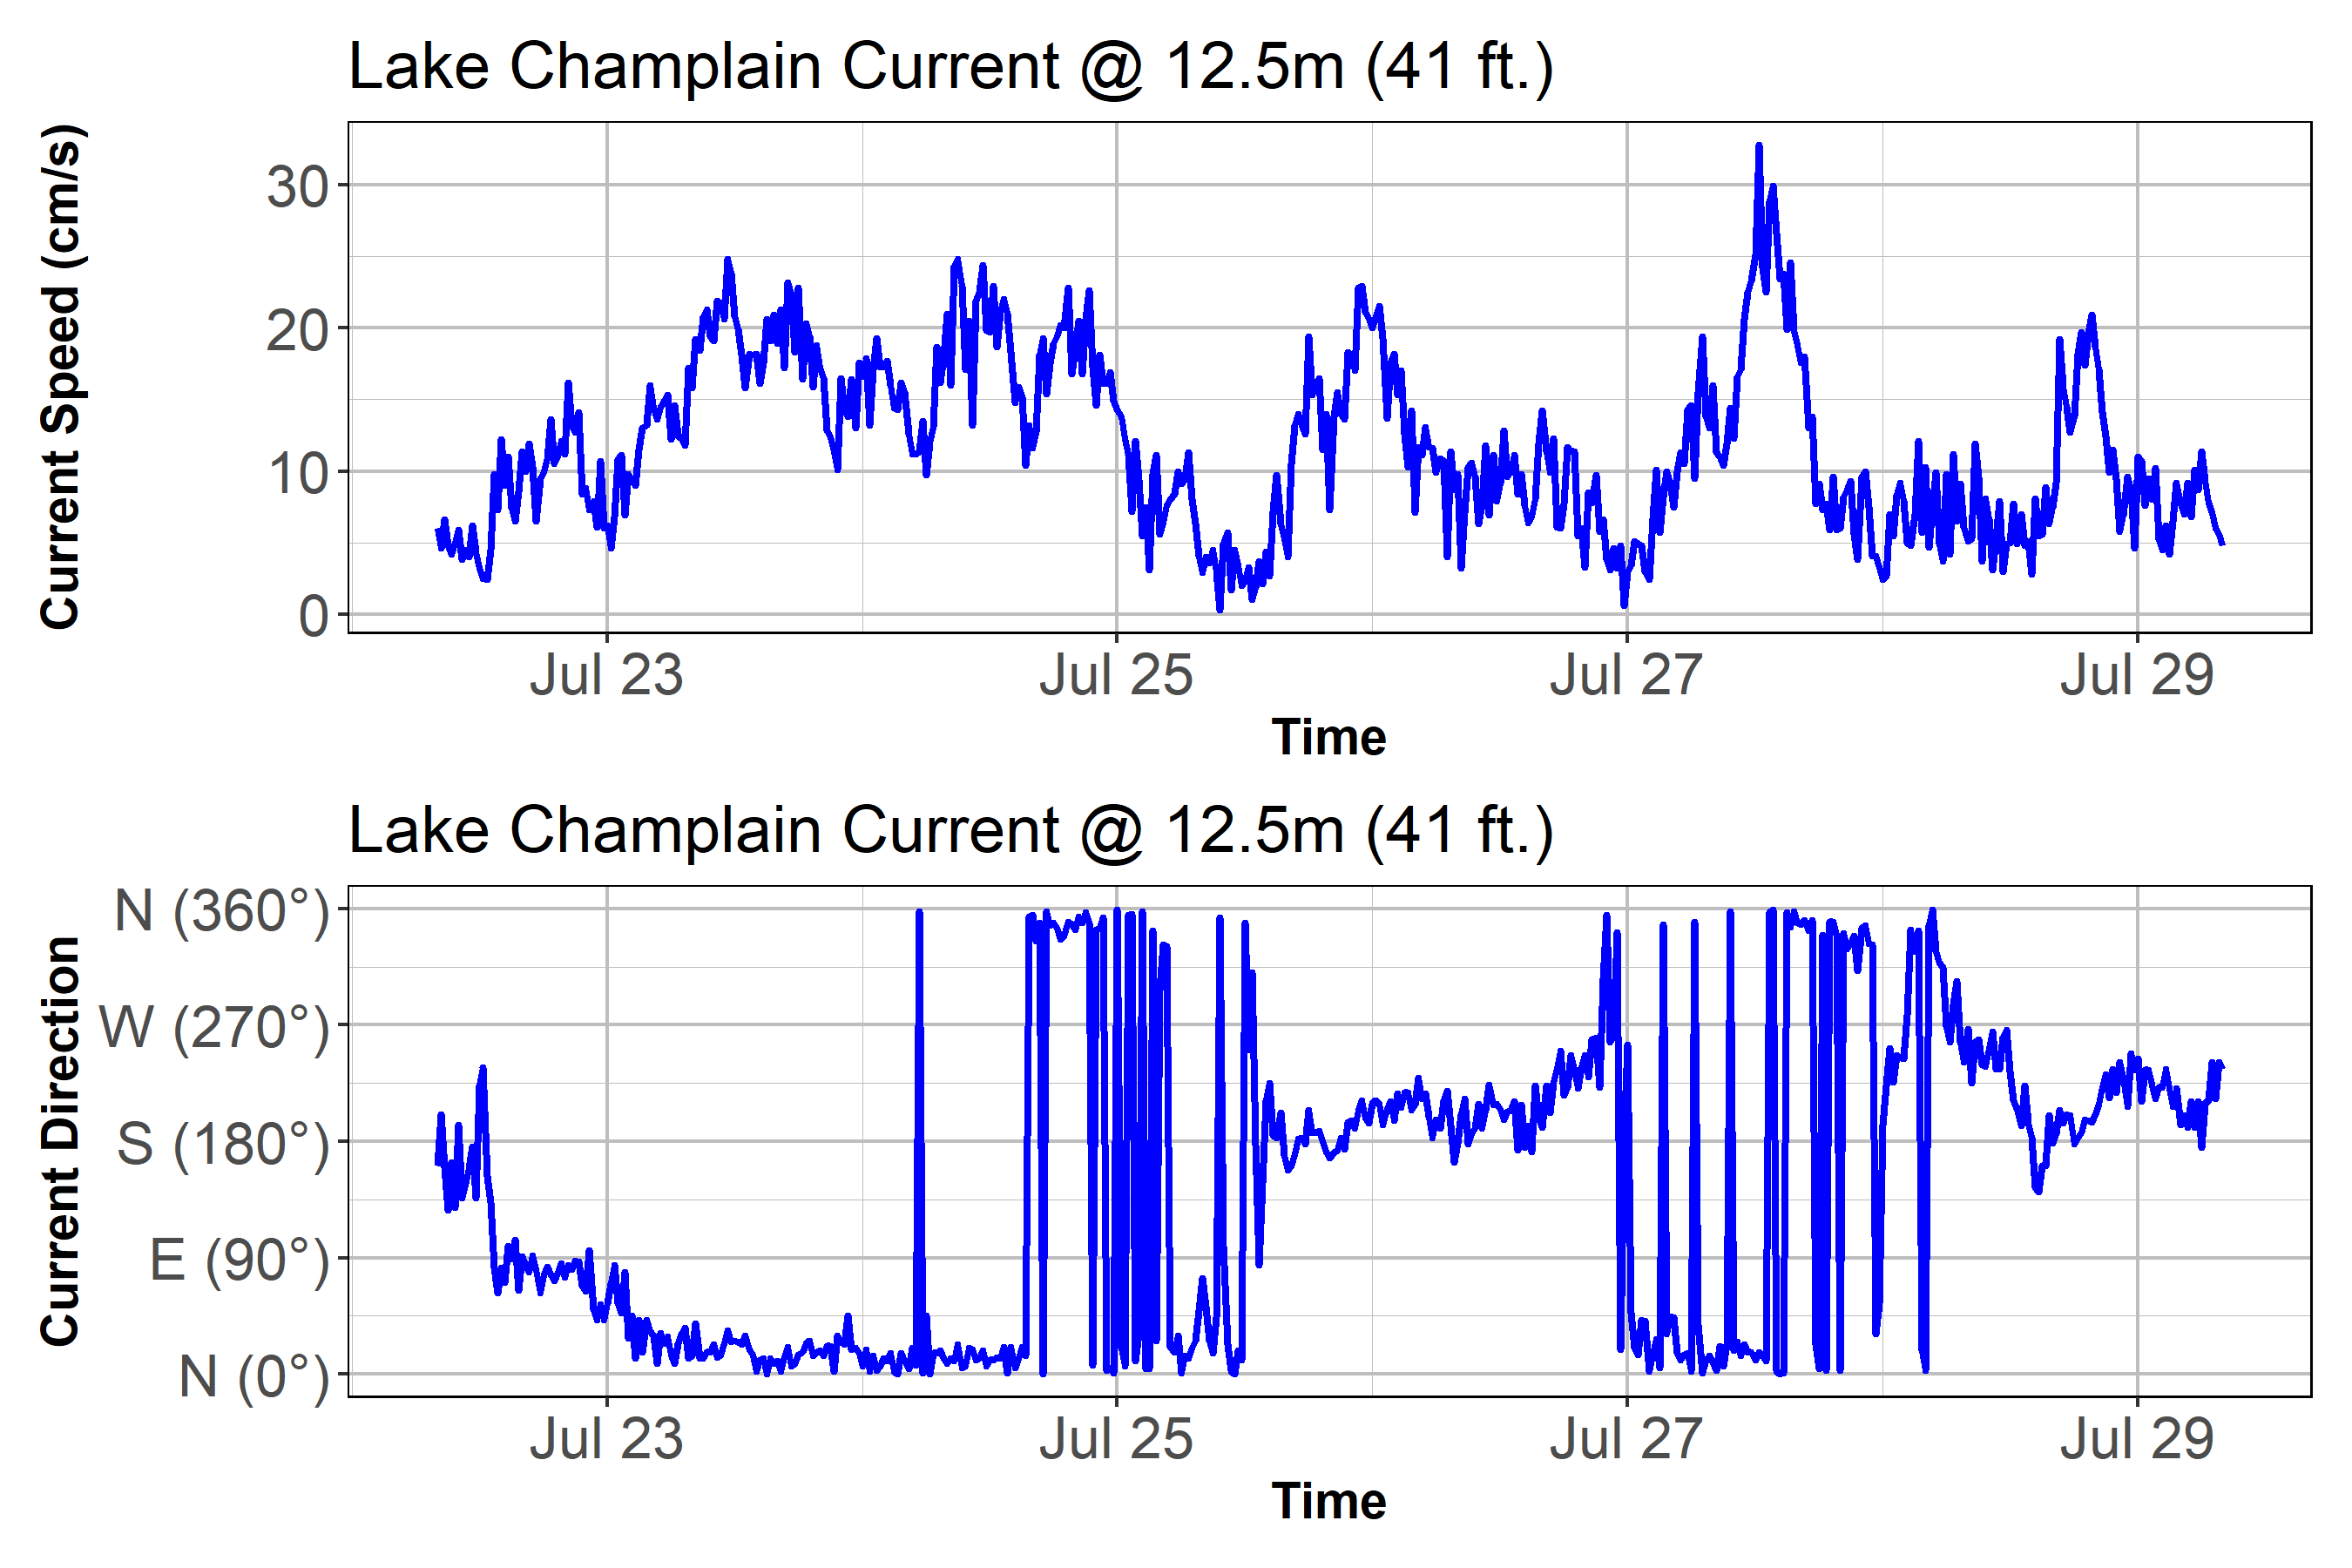 Lake Champlain Current @ 12.5m (41 ft.)
Current Speed (cm/s)
30
20
10
0
Jul 23 Jul 25 Jul 27 Jul 29
Time
Lake Champlain Current @ 12.5m (41 ft.)
Current Direction
N (360°)
W (270°)
S (180°)
E (90°)
N (0°)
Jul 23 Jul 25 Jul 27 Jul 29
Time